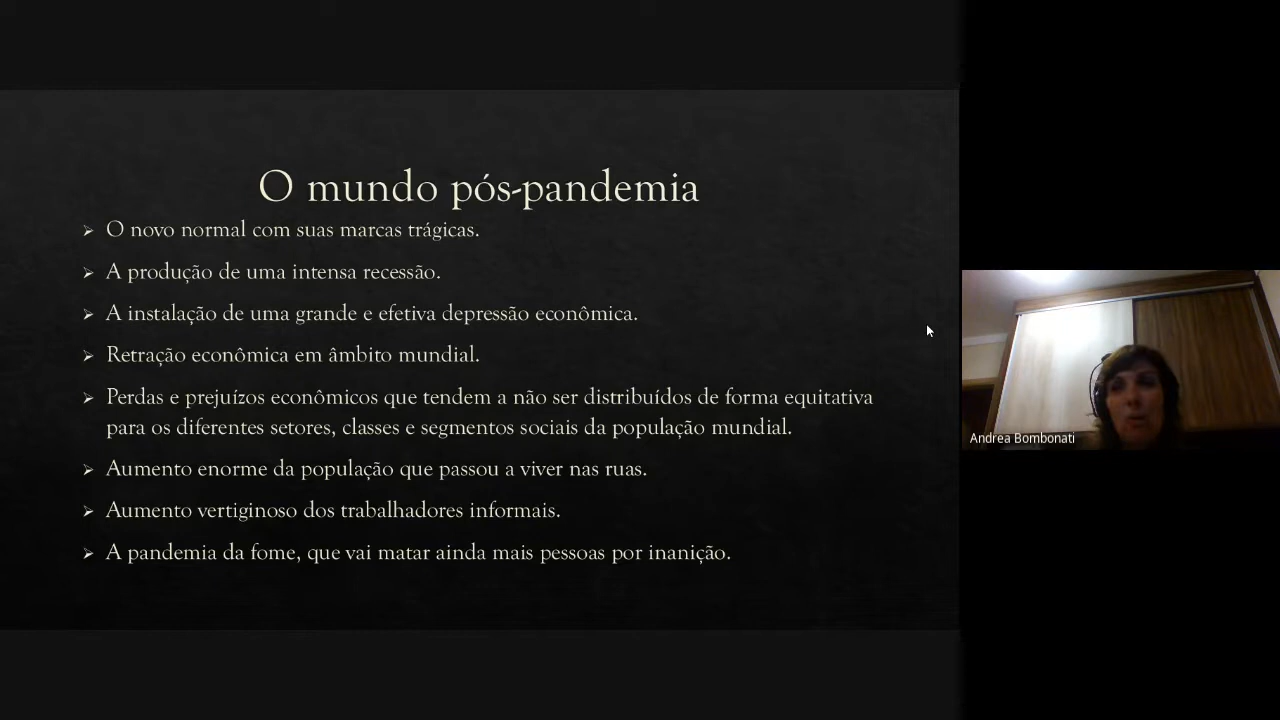 O mundo pós-pandemia
O novo normal com suas marcas trágicas.
A produção de uma intensa recessão.
A instalação de uma grande e efetiva depressão econômica.
Retração econômica em âmbito mundial.
Perdas e prejuízos econômicos que tendem a não ser distribuídos de forma equitativa
para os diferentes setores, classes e segmentos sociais da população mundial.
Aumento enorme da população que passou a viver nas ruas.
Aumento vertiginoso dos trabalhadores informais.
A pandemia da fome, que vai matar ainda mais pessoas por inanição.
Andrea Bombonati